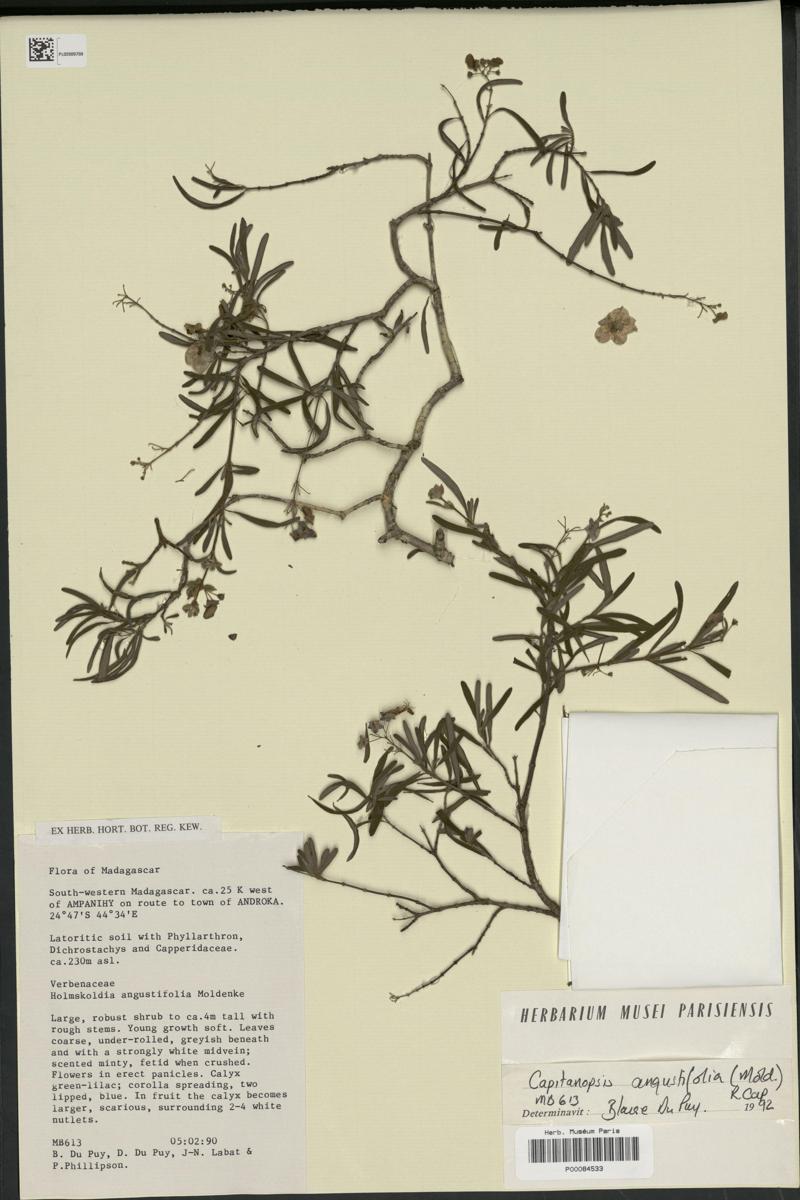 EX HERB. HORT. BOT. REG. KEW.
Flora of Madagascar
South-western Madagascar. ca.25 K west
of AMPANIHY on route to town of ANDROKA.
24°47'S 44°34'E
Latoritic soil with Phyllarthron,
Dichrostachys and Capperidaceae.
ca.230m asl.
Verbenaceae
Holmskoldia angustifolia Moldenke
Large, robust shrub to ca.4m tall with
rough stems. Young growth soft. Leaves
coarse, under-rolled, greyish beneath
and with a strongly white midvein;
scented minty, fetid when crushed.
Flowers in erect panicles. Calyx
green-lilac; corolla spreading, two
lipped, blue. In fruit the calyx becomes
larger, scarious, surrounding 2-4 white
nutlets.
MB613 05:02:90
B. Du Puy, D. Du Puy, J-N. Labat &
P.Phillipson.
HERBARIUM MUSEI PARISIENSIS
Capitanopsis angustifolia (Mold.)
R.Cap
MB613
Determinavit: Du Puy. 1992
Herb. Muséum Paris
P00084533